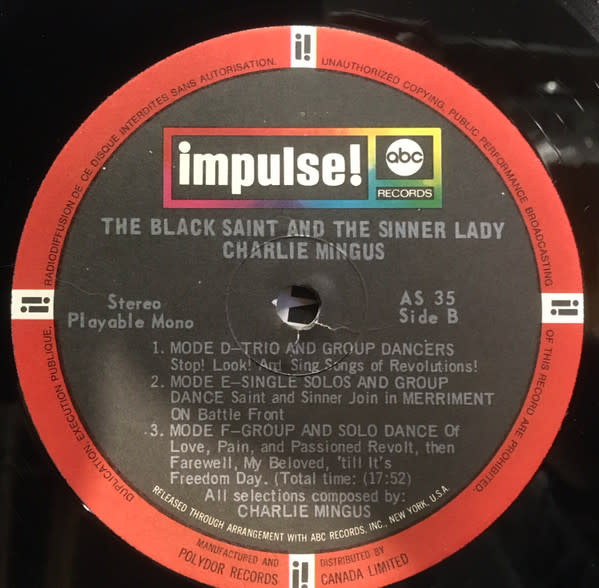 impulse!
abc
RECORDS
THE BLACK SAINT AND THE SINNER LADY
CHARLIE MINGUS
Stereo
Playable Mono
AS 35
Side B
1. MODE D—TRIO AND GROUP DANCERS
Stop! Look! And Sing Songs of Revolutions!
2. MODE E—SINGLE SOLOS AND GROUP
DANCE Saint and Sinner Join in MERRIMENT
ON Battle Front
3. MODE F—GROUP AND SOLO DANCE Of
Love, Pain, and Passioned Revolt, then
Farewell, My Beloved, 'till It's
Freedom Day. (Total time: (17:52)
All selections composed by:
CHARLIE MINGUS
RELEASED THROUGH ARRANGEMENT WITH ABC RECORDS, INC., NEW YORK, U.S.A.
MANUFACTURED AND DISTRIBUTED BY
POLYDOR RECORDS CANADA LIMITED
DUPLICATION, EXECUTION PUBLIQUE, RADIODIFFUSION DE CE DISQUE INTERDITES SANS AUTORISATION.
UNAUTHORIZED COPYING, PUBLIC PERFORMANCE BROADCASTING OF THIS RECORD ARE PROHIBITED.
i!
i!
i!
i!